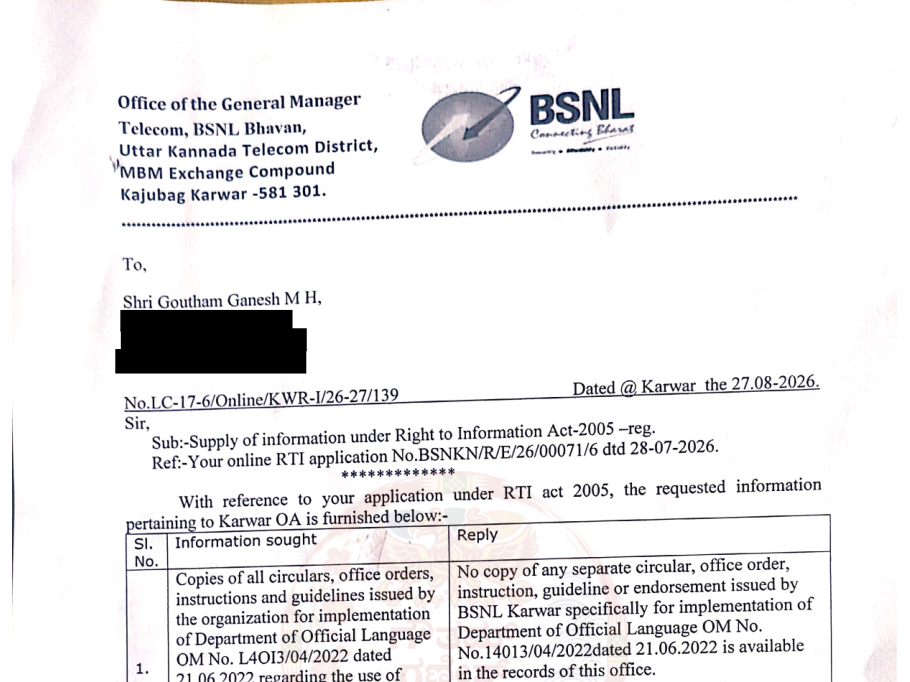 Office of the General Manager
Telecom, BSNL Bhavan,
Uttar Kannada Telecom District,
MBM Exchange Compound
Kajubag Karwar -581 301.
BSNL
Connecting Bharat
Security • Affordability • Reliability
To,
Shri Goutham Ganesh M H,
No.LC-17-6/Online/KWR-I/26-27/139
Dated @ Karwar the 27.08-2026.
Sir,
Sub:-Supply of information under Right to Information Act-2005 –reg.
Ref:-Your online RTI application No.BSNKN/R/E/26/00071/6 dtd 28-07-2026.
*************
With reference to your application under RTI act 2005, the requested information
pertaining to Karwar OA is furnished below:-
Sl.
No.
Information sought
Reply
1.
Copies of all circulars, office orders,
instructions and guidelines issued by
the organization for implementation
of Department of Official Language
OM No. L4OI3/04/2022 dated
21.06.2022 regarding the use of
No copy of any separate circular, office order,
instruction, guideline or endorsement issued by
BSNL Karwar specifically for implementation of
Department of Official Language OM No.
No.14013/04/2022dated 21.06.2022 is available
in the records of this office.